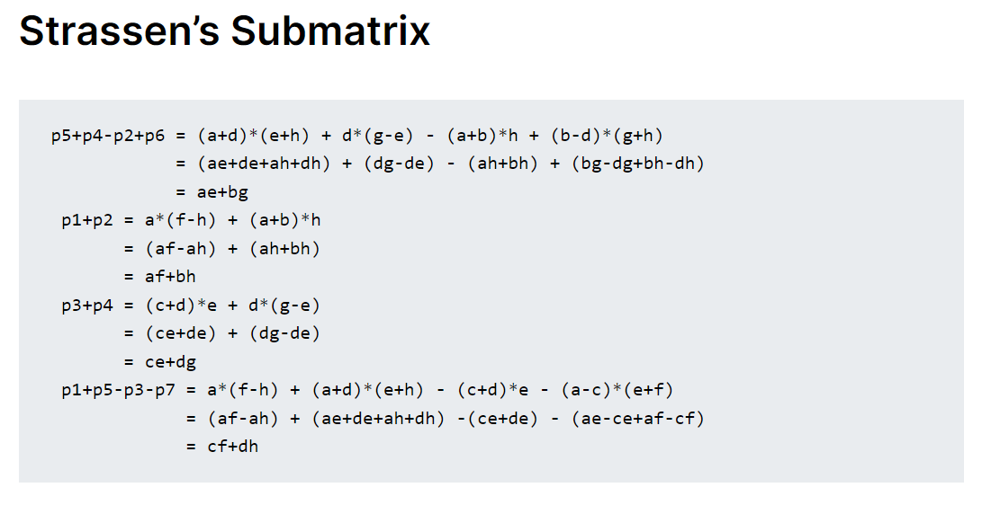 Strassen’s Submatrix
p5+p4-p2+p6 = (a+d)*(e+h) + d*(g-e) - (a+b)*h + (b-d)*(g+h)
= (ae+de+ah+dh) + (dg-de) - (ah+bh) + (bg-dg+bh-dh)
= ae+bg
p1+p2 = a*(f-h) + (a+b)*h
= (af-ah) + (ah+bh)
= af+bh
p3+p4 = (c+d)*e + d*(g-e)
= (ce+de) + (dg-de)
= ce+dg
p1+p5-p3-p7 = a*(f-h) + (a+d)*(e+h) - (c+d)*e - (a-c)*(e+f)
= (af-ah) + (ae+de+ah+dh) -(ce+de) - (ae-ce+af-cf)
= cf+dh